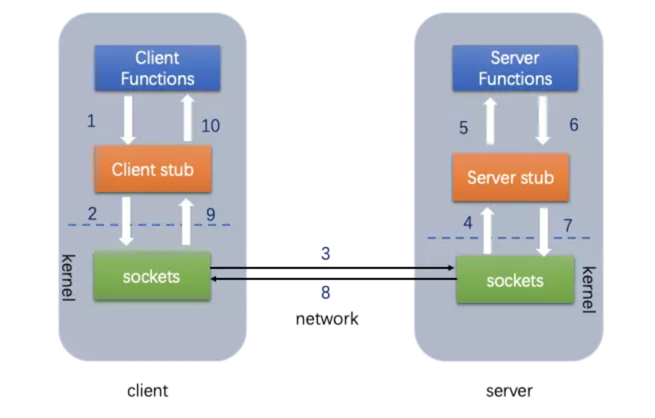 Client
Functions
Server
Functions
1
10
5
6
Client stub
Server stub
2
9
4
7
kernel
sockets
3
8
sockets
kernel
network
client
server